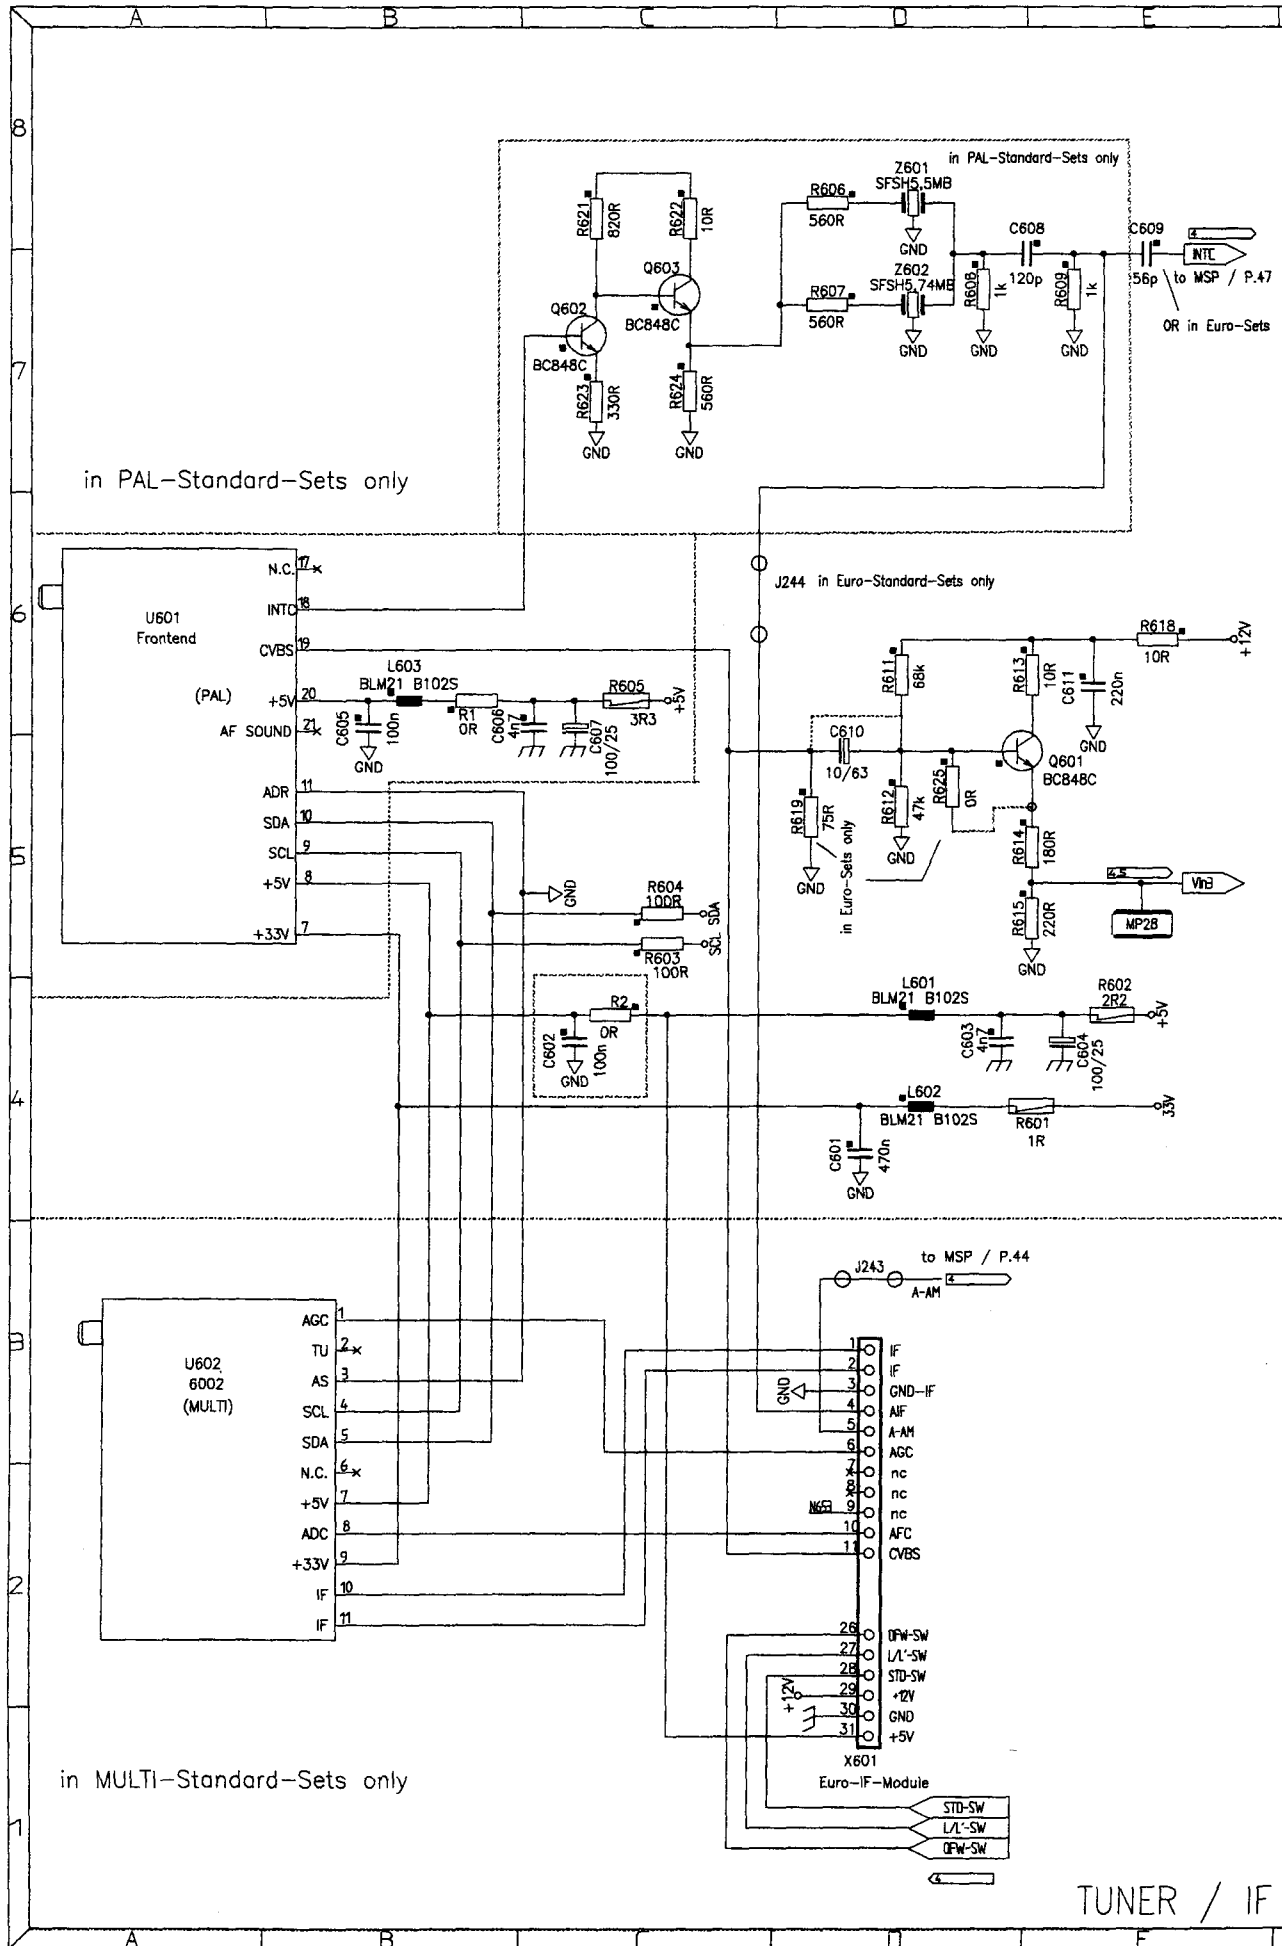 A B C D E
8
in PAL-Standard-Sets only
Z601
SFSH5,5MB
R606
560R
GND
R621
820R
R622
10R
C608
120p
C609
56p
4
INTC
to MSP / P.47
0R in Euro-Sets
Q603
BC848C
Z602
SFSH5,74MB
R607
560R
GND
R608
1k
GND
R609
1k
GND
Q602
BC848C
7
R623
330R
GND
R624
560R
GND
in PAL-Standard-Sets only
J244 in Euro-Standard-Sets only
6
U601
Frontend
(PAL)
N.C. 17
INTC 18
CVBS 19
+5V 20
AF SOUND 21
ADR 11
SDA 10
SCL 9
+5V 8
+33V 7
L603
BLM21 B102S
C605
100n
GND
R1
0R
C606
4n7
C607
100/25
R605
3R3
+5V
R618
10R
+12V
R611
68k
R613
10R
C611
220n
GND
C610
10/63
Q601
BC848C
R619
75R
GND
R612
47k
GND
R625
0R
in Euro-Sets only
5
R614
180R
R615
220R
GND
4,5
Vin3
MP28
GND
R604
100R
SDA
R603
100R
SCL
R2
0R
C602
100n
GND
L601
BLM21 B102S
R602
2R2
+5V
C603
4n7
C604
100/25
4
L602
BLM21 B102S
R601
1R
33V
C601
470n
GND
to MSP / P.44
J243
A-AM
4
3
U602
6002
(MULTI)
AGC 1
TU 2
AS 3
SCL 4
SDA 5
N.C. 6
+5V 7
ADC 8
+33V 9
IF 10
IF 11
GND
1 IF
2 IF
3 GND-IF
4 AIF
5 A-AM
6 AGC
7 nc
8 nc
9 nc
10 AFC
11 CVBS
2
26 OFW-SW
27 L/L'-SW
28 STD-SW
+12V
29 +12V
30 GND
31 +5V
X601
Euro-IF-Module
in MULTI-Standard-Sets only
STD-SW
1
L/L'-SW
OFW-SW
4
TUNER / IF
A B C D E